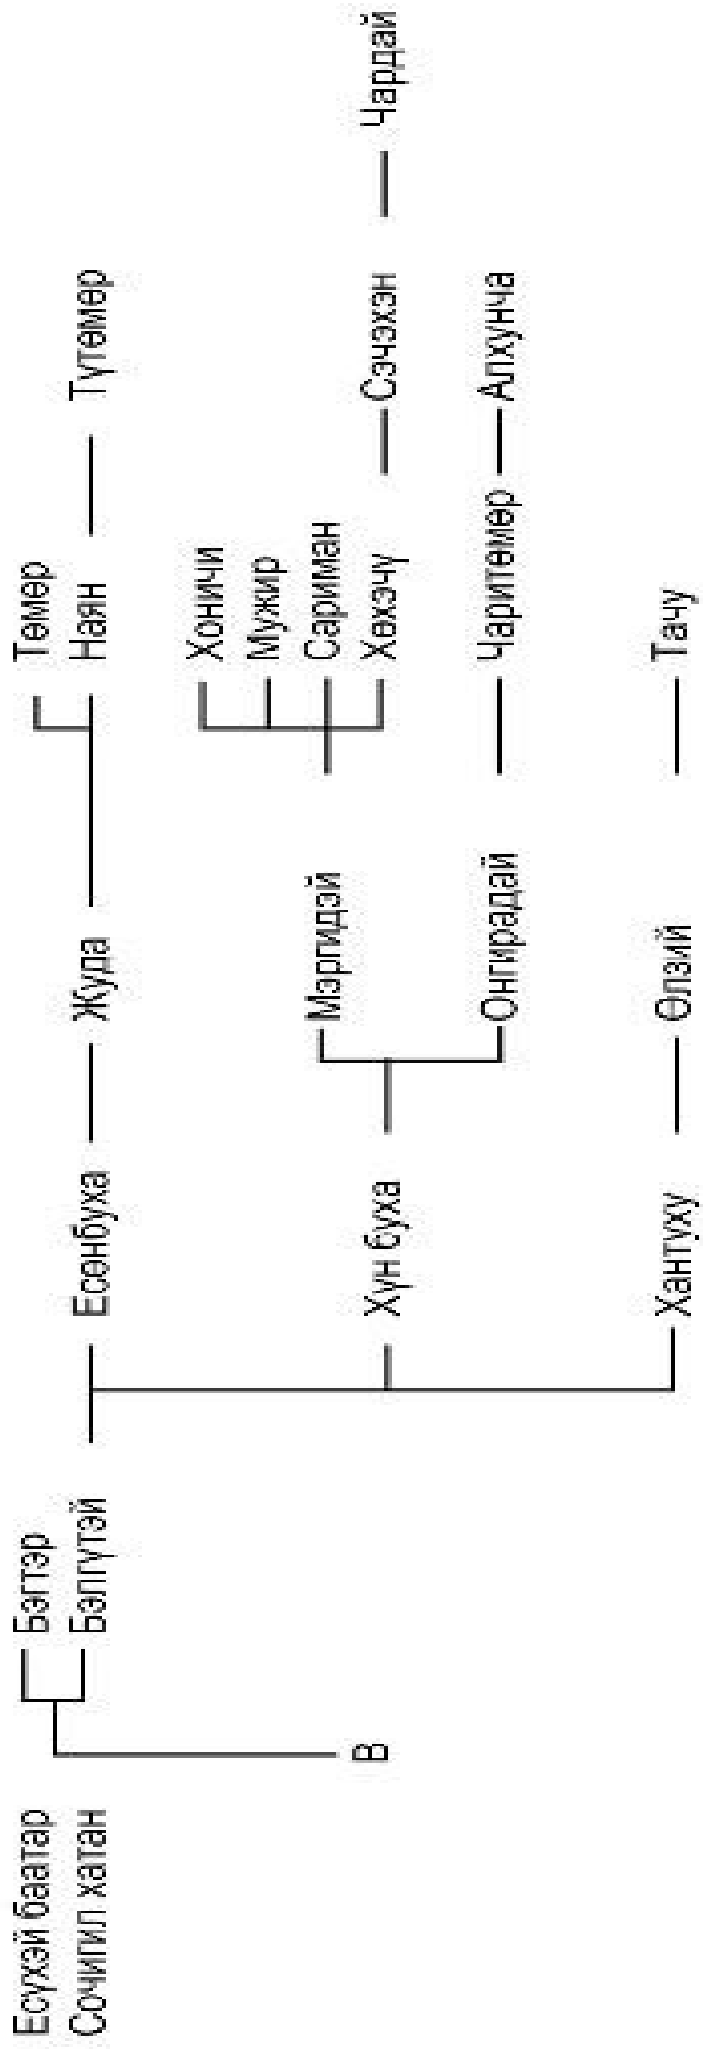 Есүхэй баатар
Сочигил хатан
В
Бэгтэр
Бэлгүтэй
Есөнбуха
Жуда
Төмөр
Наян
Түтөмөр
Хүн буха
Мэргидэй
Хоничи
Мужир
Сариман
Хөхэчу
Сэчэхэн
Чардай
Онгирадай
Чаритөмөр
Алхунча
Хантуху
Өлзий
Тачу